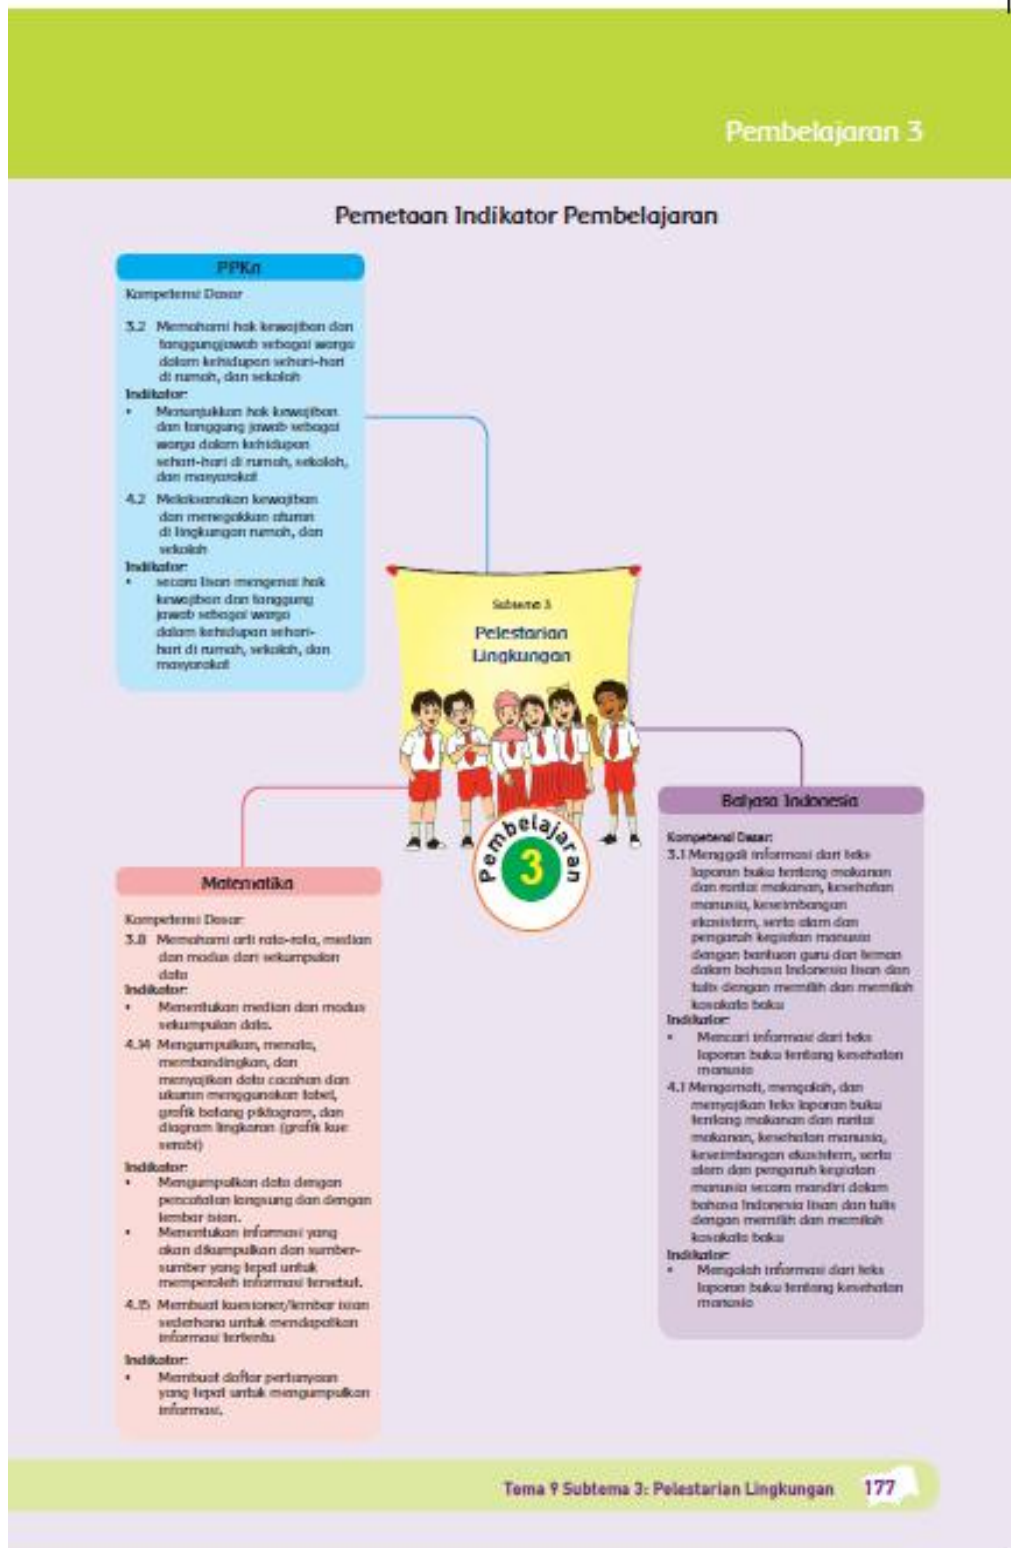 Pembelajaran 3
Pemetaan Indikator Pembelajaran
PPKn
Kompetensi Dasar
3.2 Memahami hak kewajiban dan
tanggungjawab sebagai warga
dalam kehidupan sehari-hari
di rumah, dan sekolah
Indikator:
• Menunjukkan hak kewajiban
dan tanggung jawab sebagai
warga dalam kehidupan
sehari-hari di rumah, sekolah,
dan masyarakat
4.2 Melaksanakan kewajiban
dan menegakkan aturan
di lingkungan rumah, dan
sekolah
Indikator:
• secara lisan mengenai hak
kewajiban dan tanggung
jawab sebagai warga
dalam kehidupan sehari-
hari di rumah, sekolah, dan
masyarakat
Subtema 3
Pelestarian
Lingkungan
Pembelajaran
3
Matematika
Kompetensi Dasar:
3.8 Memahami arti rata-rata, median
dan modus dari sekumpulan
data
Indikator:
• Menentukan median dan modus
sekumpulan data.
4.14 Mengumpulkan, menata,
membandingkan, dan
menyajikan data cacahan dan
ukuran menggunakan tabel,
grafik batang piktogram, dan
diagram lingkaran (grafik kue
serabi)
Indikator:
• Mengumpulkan data dengan
pencatatan langsung dan dengan
lembar isian.
• Menentukan informasi yang
akan dikumpulkan dan sumber-
sumber yang tepat untuk
memperoleh informasi tersebut.
4.15 Membuat kuesioner/lembar isian
sederhana untuk mendapatkan
informasi tertentu
Indikator:
• Membuat daftar pertanyaan
yang tepat untuk mengumpulkan
informasi.
Bahasa Indonesia
Kompetensi Dasar:
3.1 Menggali informasi dari teks
laporan buku tentang makanan
dan rantai makanan, kesehatan
manusia, keseimbangan
ekosistem, serta alam dan
pengaruh kegiatan manusia
dengan bantuan guru dan teman
dalam bahasa Indonesia lisan dan
tulis dengan memilih dan memilah
kosakata baku
Indikator:
• Mencari informasi dari teks
laporan buku tentang kesehatan
manusia
4.1 Mengamati, mengolah, dan
menyajikan teks laporan buku
tentang makanan dan rantai
makanan, kesehatan manusia,
keseimbangan ekosistem, serta
alam dan pengaruh kegiatan
manusia secara mandiri dalam
bahasa Indonesia lisan dan tulis
dengan memilih dan memilah
kosakata baku
Indikator:
• Mengolah informasi dari teks
laporan buku tentang kesehatan
manusia
Tema 9 Subtema 3: Pelestarian Lingkungan 177